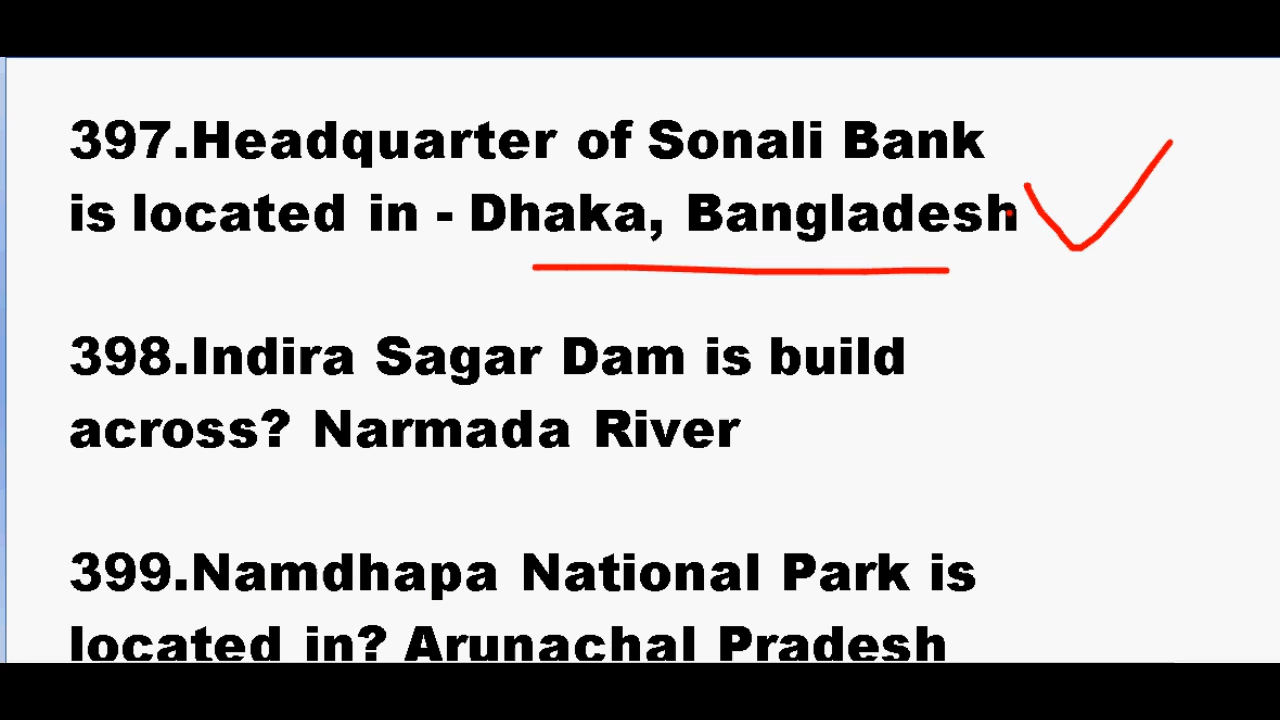 397.Headquarter of Sonali Bank
is located in - Dhaka, Bangladesh
398.Indira Sagar Dam is build
across? Narmada River
399.Namdhapa National Park is
located in? Arunachal Pradesh